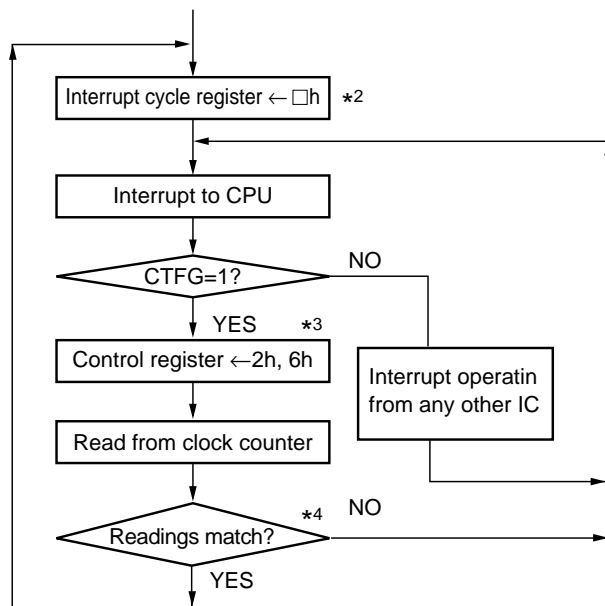 Interrupt cycle register ← □h *2
Interrupt to CPU
CTFG=1?
NO
YES *3
Control register ←2h, 6h
Interrupt operatin
from any other IC
Read from clock counter
*4 NO
Readings match?
YES